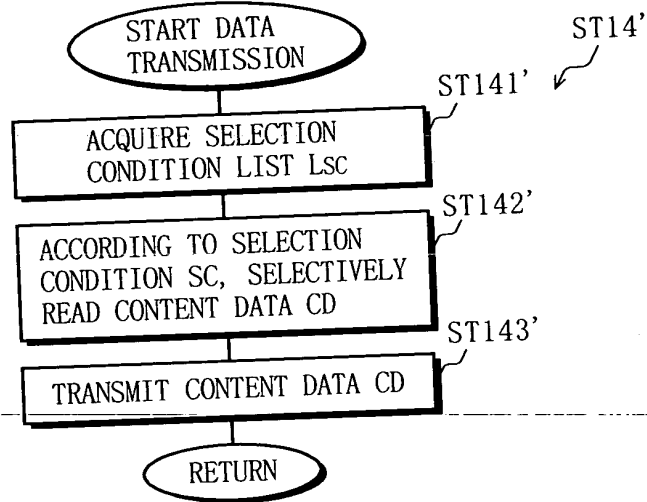 START DATA
TRANSMISSION
ST14'
ST141'
ACQUIRE SELECTION
CONDITION LIST LSC
ST142'
ACCORDING TO SELECTION
CONDITION SC, SELECTIVELY
READ CONTENT DATA CD
ST143'
TRANSMIT CONTENT DATA CD
RETURN